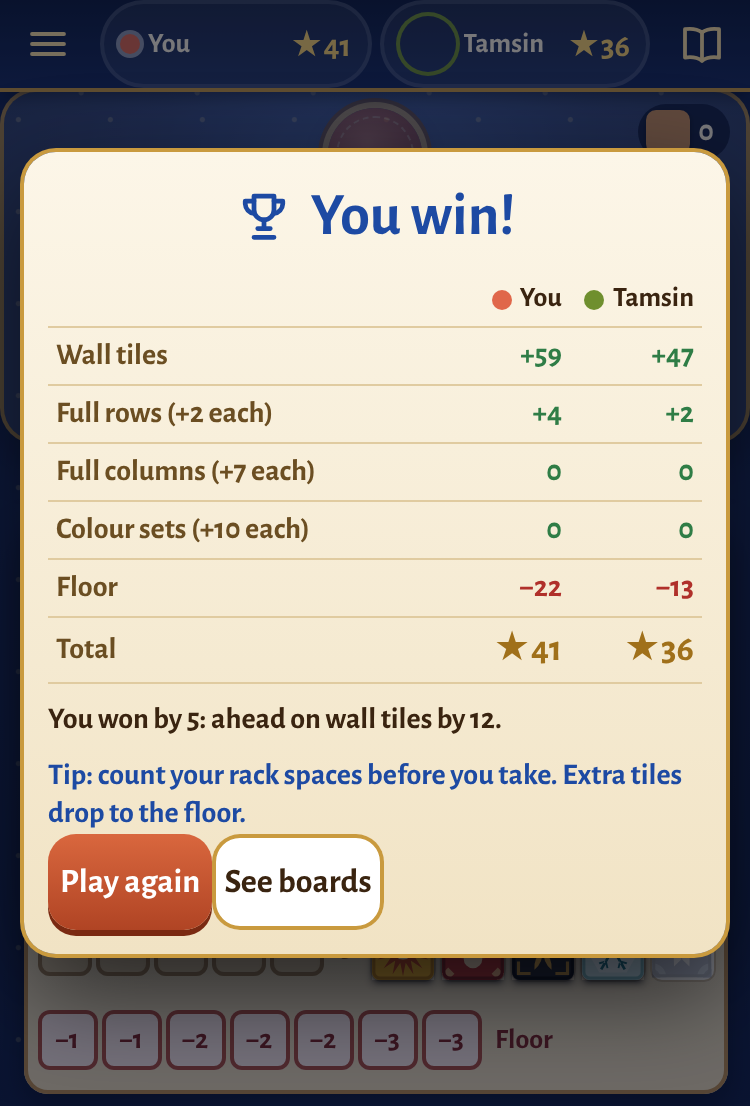 You ★41 Tamsin ★36
0
You win!
You Tamsin
Wall tiles +59 +47
Full rows (+2 each) +4 +2
Full columns (+7 each) 0 0
Colour sets (+10 each) 0 0
Floor −22 −13
Total ★41 ★36
You won by 5: ahead on wall tiles by 12.
Tip: count your rack spaces before you take. Extra tiles
drop to the floor.
Play again See boards
−1 −1 −2 −2 −2 −3 −3 Floor